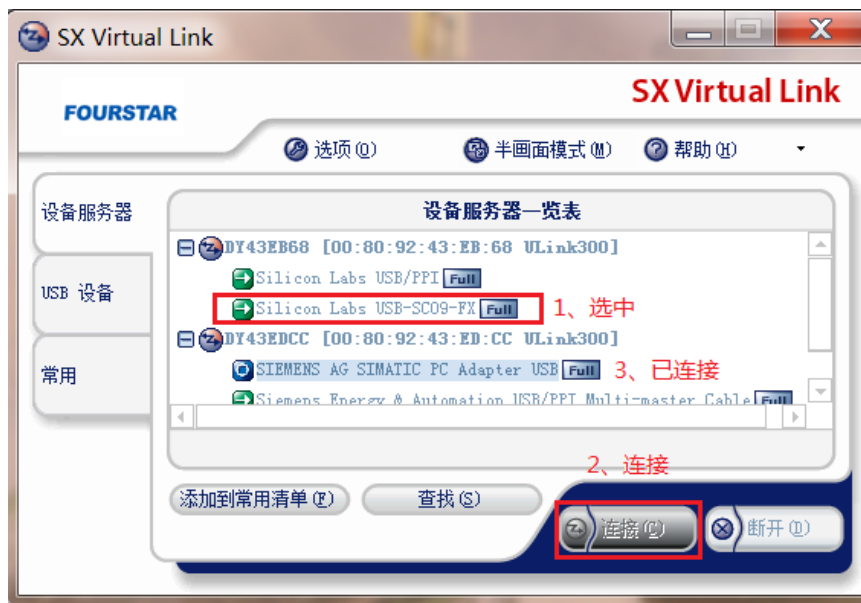 SX Virtual Link
FOURSTAR
SX Virtual Link
选项(O)
半画面模式(M)
帮助(H)
设备服务器
USB 设备
常用
设备服务器一览表
DY43EB68 [00:80:92:43:EB:68 ULink300]
Silicon Labs USB/PPI Full
Silicon Labs USB-SC09-FX Full
1、选中
DY43EDCC [00:80:92:43:ED:CC ULink300]
SIEMENS AG SIMATIC PC Adapter USB Full
3、已连接
Siemens Energy & Automation USB/PPI Multi-master Cable Full
2、连接
添加到常用清单(F)
查找(S)
连接(C)
断开(D)